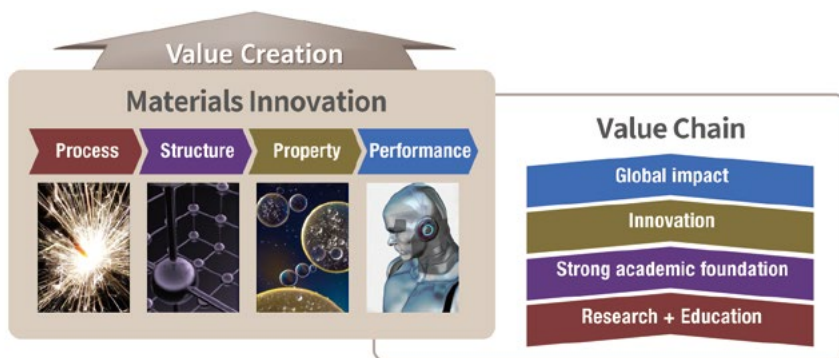 Value Creation
Materials Innovation
Process
Structure
Property
Performance
Value Chain
Global impact
Innovation
Strong academic foundation
Research + Education